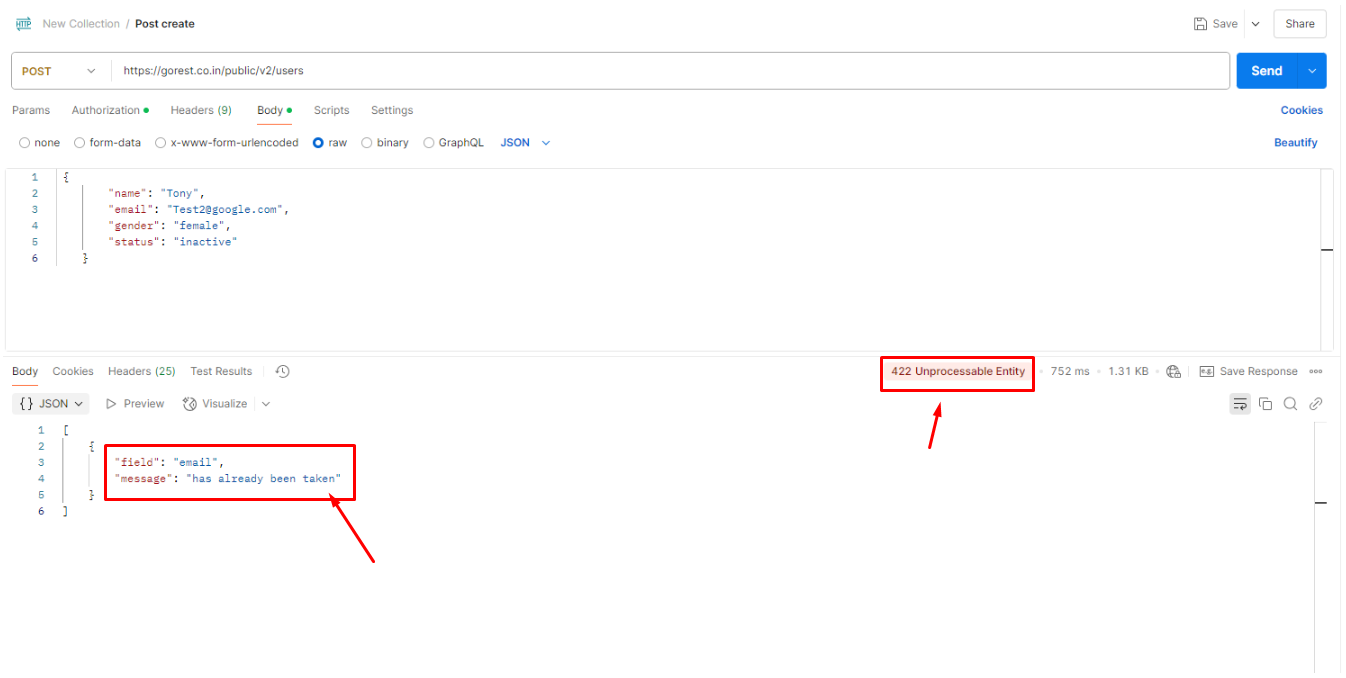 HTTP New Collection / Post create Save Share
POST https://gorest.co.in/public/v2/users Send
Params Authorization Headers (9) Body Scripts Settings Cookies
none form-data x-www-form-urlencoded raw binary GraphQL JSON Beautify
1 {
2 "name": "Tony",
3 "email": "Test2@google.com",
4 "gender": "female",
5 "status": "inactive"
6 }
Body Cookies Headers (25) Test Results 422 Unprocessable Entity • 752 ms • 1.31 KB • Save Response
{} JSON Preview Visualize
1 [
2 {
3 "field": "email",
4 "message": "has already been taken"
5 }
6 ]